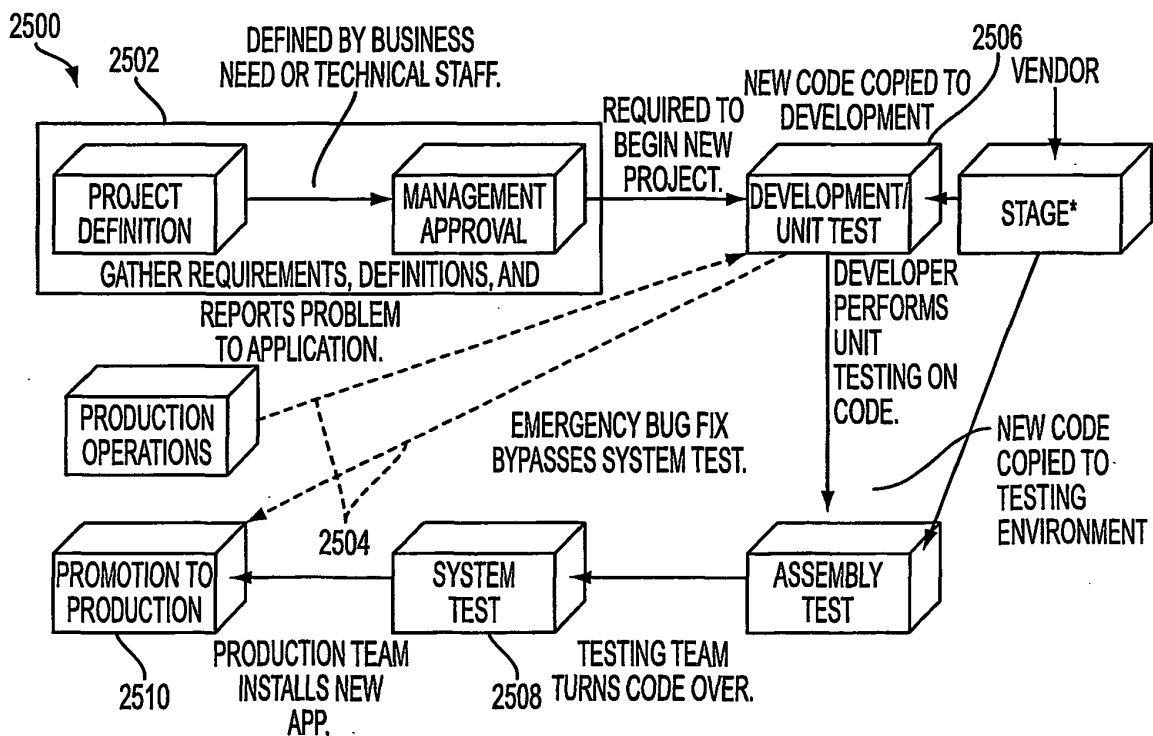 2500
2502
DEFINED BY BUSINESS
NEED OR TECHNICAL STAFF.
2506
VENDOR
NEW CODE COPIED TO
DEVELOPMENT
REQUIRED TO
BEGIN NEW
PROJECT.
PROJECT
DEFINITION
MANAGEMENT
APPROVAL
DEVELOPMENT/
UNIT TEST
STAGE*
GATHER REQUIREMENTS, DEFINITIONS, AND
REPORTS PROBLEM
TO APPLICATION.
DEVELOPER
PERFORMS
UNIT
TESTING ON
CODE.
PRODUCTION
OPERATIONS
EMERGENCY BUG FIX
BYPASSES SYSTEM TEST.
NEW CODE
COPIED TO
TESTING
ENVIRONMENT
2504
PROMOTION TO
PRODUCTION
SYSTEM
TEST
ASSEMBLY
TEST
2510
PRODUCTION TEAM
INSTALLS NEW
APP.
2508
TESTING TEAM
TURNS CODE OVER.